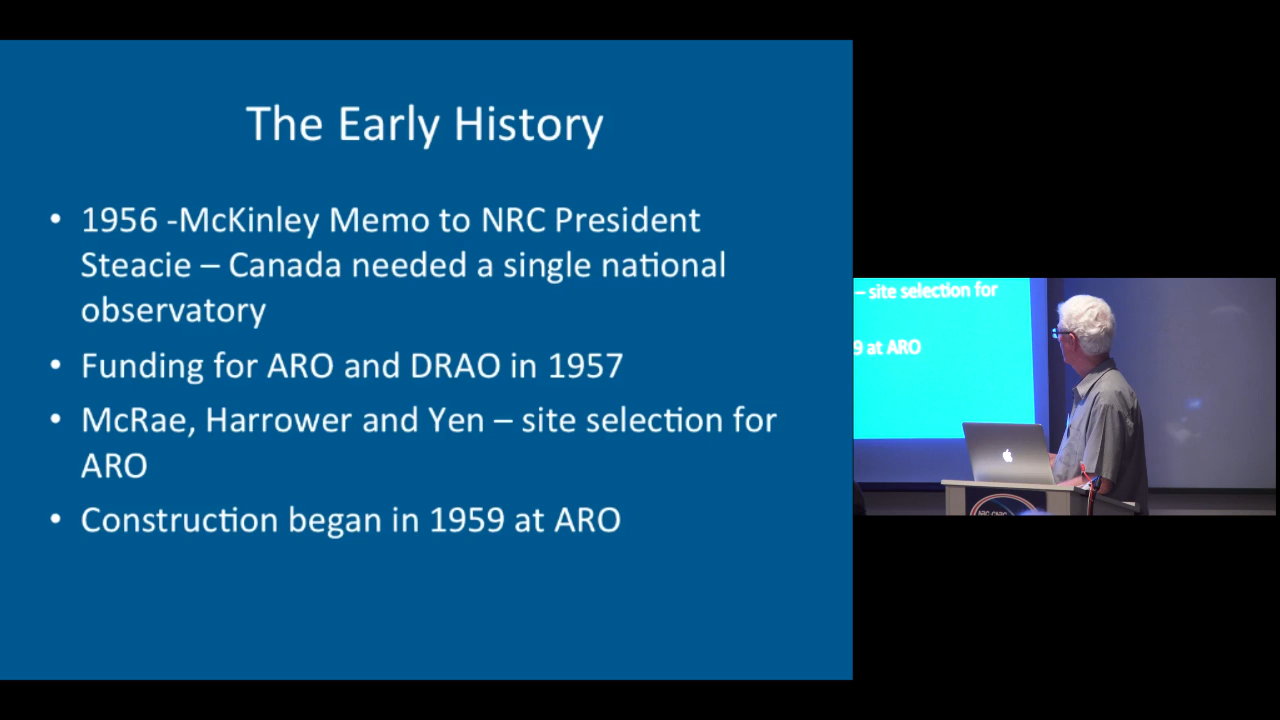 The Early History
• 1956 -McKinley Memo to NRC President
Steacie – Canada needed a single national
observatory
• Funding for ARO and DRAO in 1957
• McRae, Harrower and Yen – site selection for
ARO
• Construction began in 1959 at ARO
– site selection for
9 at ARO